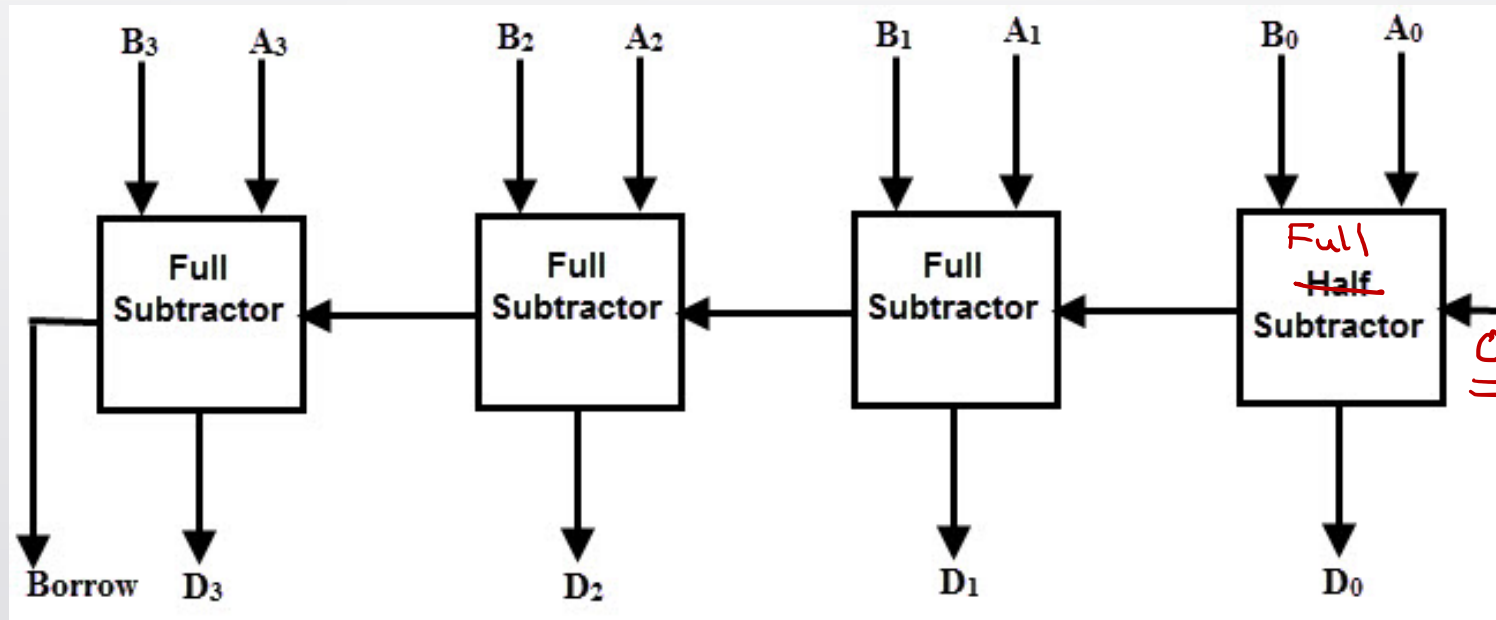 B₃ A₃ B₂ A₂ B₁ A₁ B₀ A₀
Full
Full
Subtractor
Full
Subtractor
Full
Subtractor
Half
Subtractor
Borrow D₃ D₂ D₁ D₀